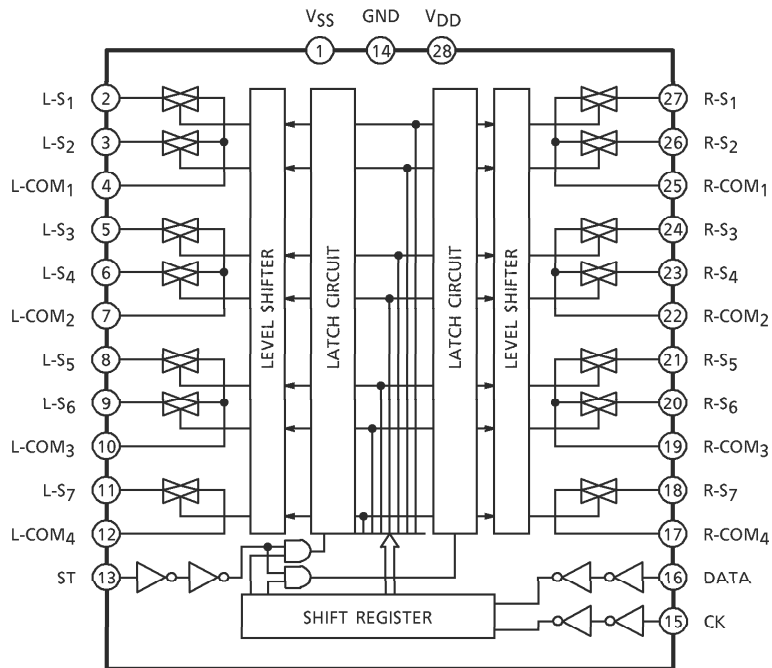 VSS GND VDD
1 14 28
L-S1 2 27 R-S1
L-S2 3 26 R-S2
L-COM1 4 25 R-COM1
L-S3 5 24 R-S3
L-S4 6 23 R-S4
L-COM2 7 22 R-COM2
L-S5 8 21 R-S5
L-S6 9 20 R-S6
L-COM3 10 19 R-COM3
L-S7 11 18 R-S7
L-COM4 12 17 R-COM4
ST 13 16 DATA
15 CK
LEVEL SHIFTER
LATCH CIRCUIT
LATCH CIRCUIT
LEVEL SHIFTER
SHIFT REGISTER